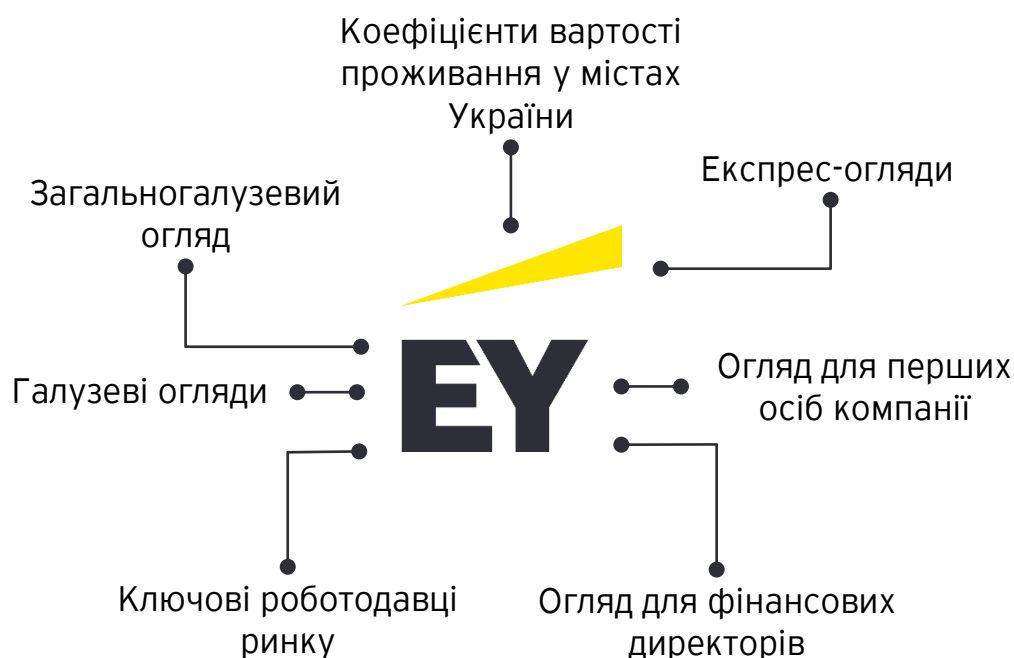 Коефіцієнти вартості
проживання у містах
України
Експрес-огляди
Загальногалузевий
огляд
EY
Галузеві огляди
Огляд для перших
осіб компанії
Ключові роботодавці
ринку
Огляд для фінансових
директорів